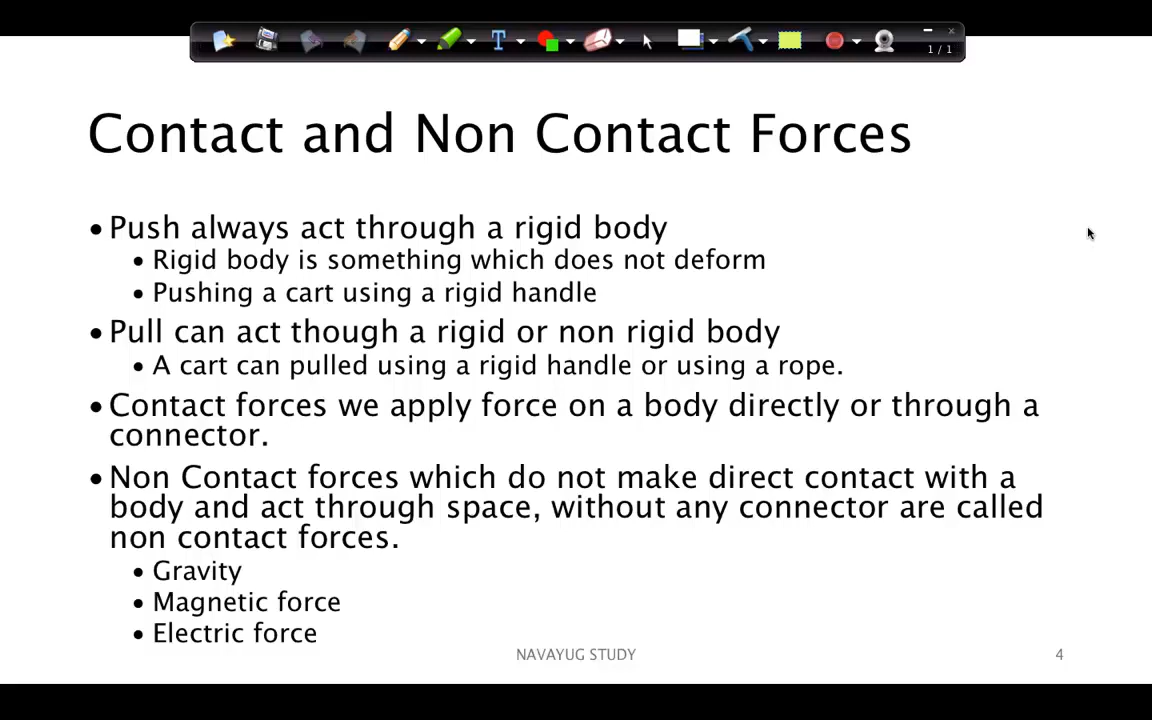 1 / 1
Contact and Non Contact Forces
• Push always act through a rigid body
• Rigid body is something which does not deform
• Pushing a cart using a rigid handle
• Pull can act though a rigid or non rigid body
• A cart can pulled using a rigid handle or using a rope.
• Contact forces we apply force on a body directly or through a
connector.
• Non Contact forces which do not make direct contact with a
body and act through space, without any connector are called
non contact forces.
• Gravity
• Magnetic force
• Electric force
NAVAYUG STUDY
4